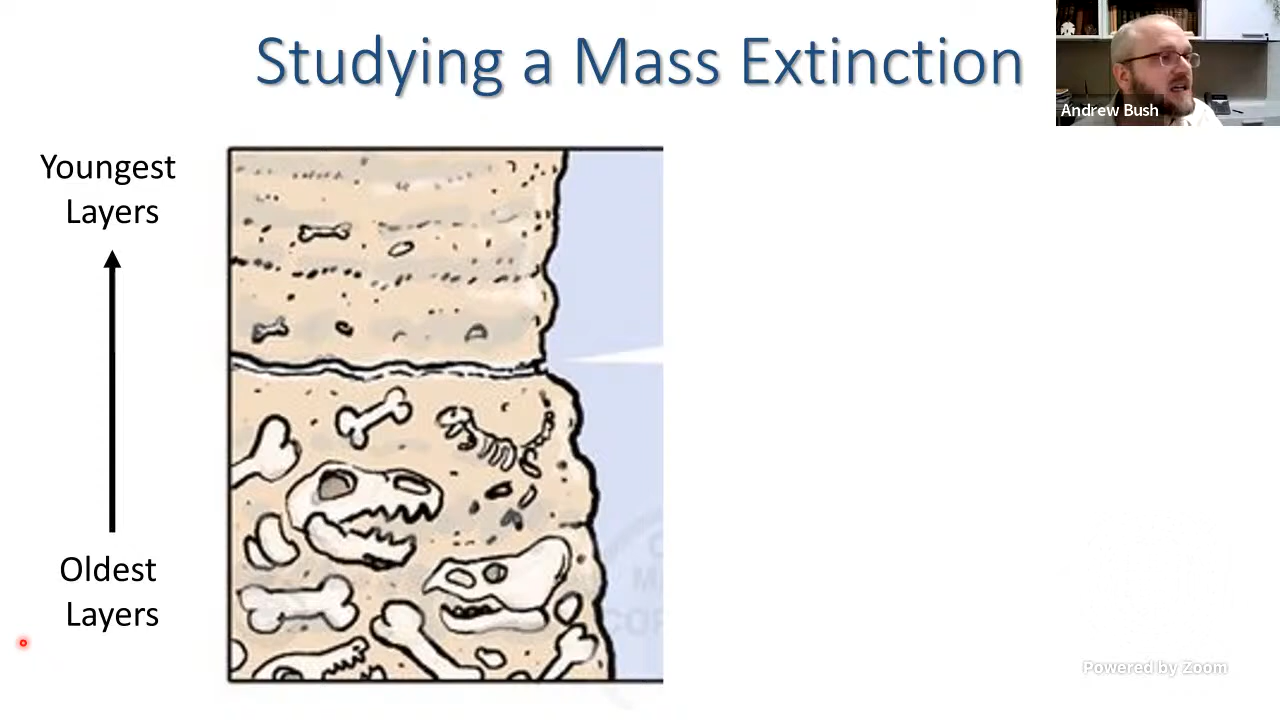 Studying a Mass Extinction
Andrew Bush
Youngest
Layers
Oldest
Layers
Powered by Zoom